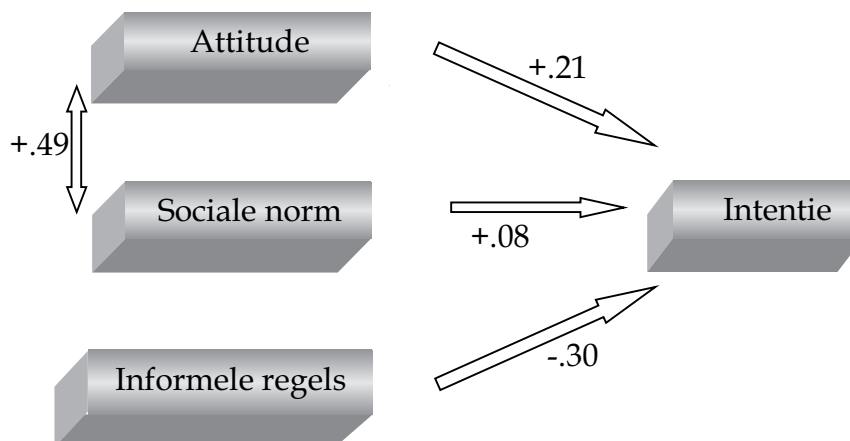 Attitude
+.21
+.49
Sociale norm
+.08
Intentie
Informele regels
-.30